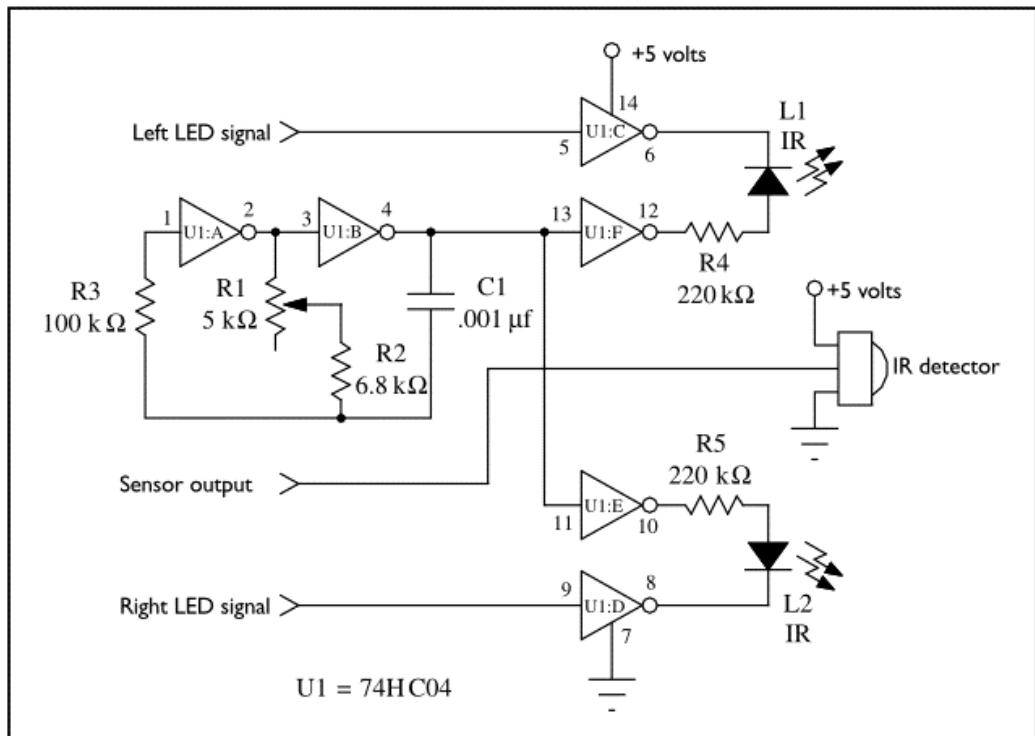 +5 volts
14
L1
IR
Left LED signal
5
U1:C
6
1
U1:A
2
3
U1:B
4
13
U1:F
12
R4
220 kΩ
R3
100 kΩ
R1
5 kΩ
C1
.001 μf
R2
6.8 kΩ
+5 volts
IR detector
R5
220 kΩ
Sensor output
11
U1:E
10
Right LED signal
9
U1:D
8
7
L2
IR
U1 = 74HC04